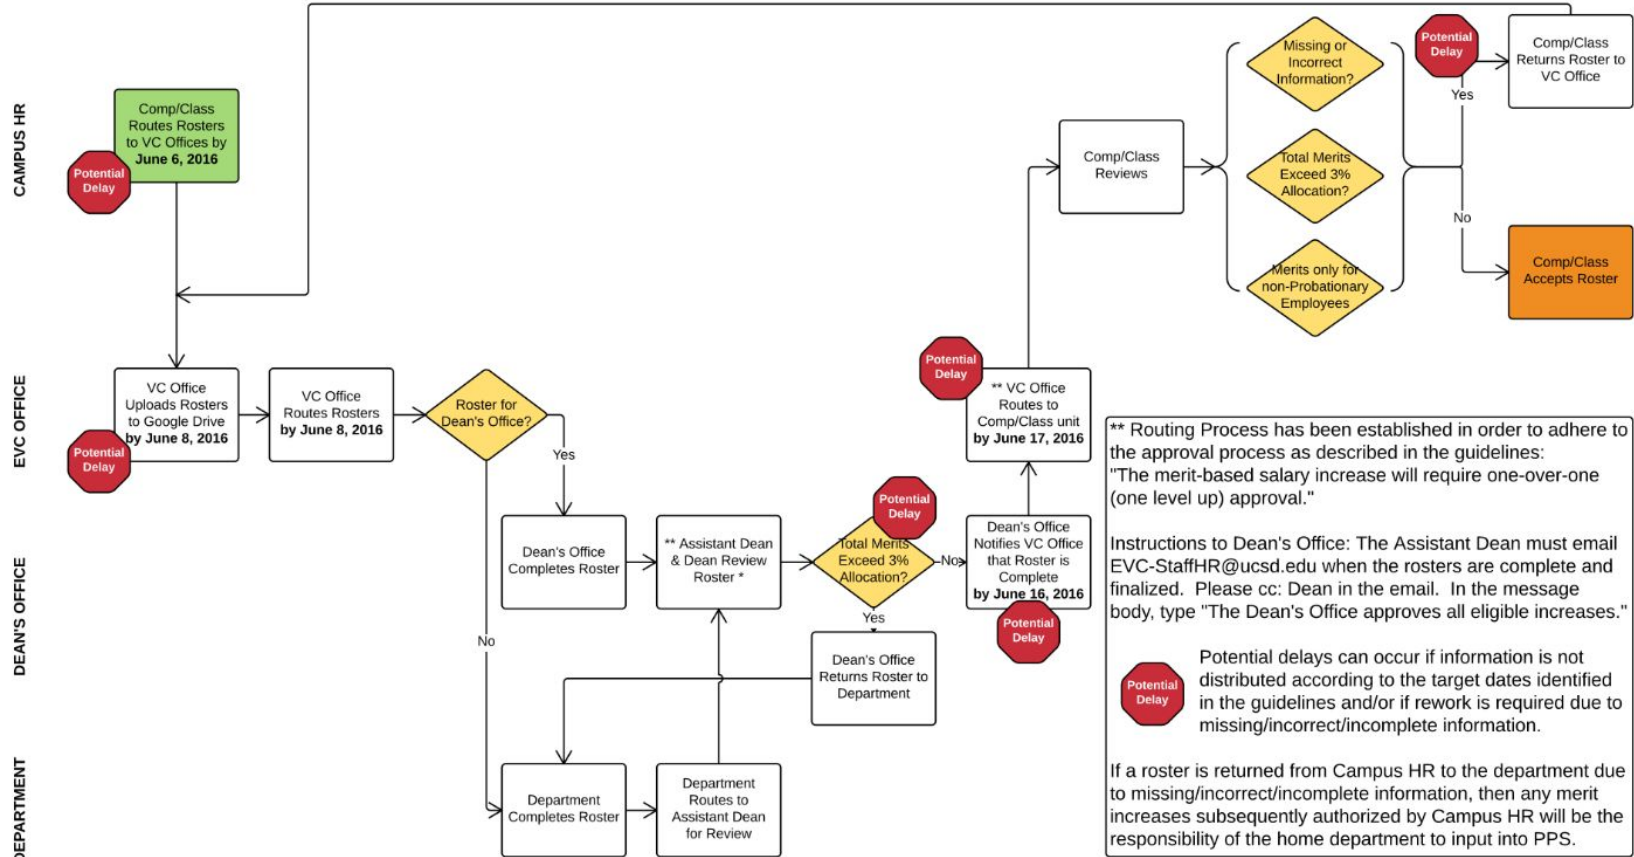 CAMPUS HR
Comp/Class
Routes Rosters
to VC Offices by
June 6, 2016
Potential
Delay
Comp/Class
Reviews
Missing or
Incorrect
Information?
Total Merits
Exceed 3%
Allocation?
Merits only for
non-Probationary
Employees
Potential
Delay
Yes
No
Comp/Class
Returns Roster to
VC Office
Comp/Class
Accepts Roster
EVC OFFICE
VC Office
Uploads Rosters
to Google Drive
by June 8, 2016
Potential
Delay
VC Office
Routes Rosters
by June 8, 2016
Roster for
Dean's Office?
Yes
No
Potential
Delay
** VC Office
Routes to
Comp/Class unit
by June 17, 2016
DEAN'S OFFICE
Dean's Office
Completes Roster
** Assistant Dean
& Dean Review
Roster *
Potential
Delay
Total Merits
Exceed 3%
Allocation?
No
Yes
Dean's Office
Notifies VC Office
that Roster is
Complete
by June 16, 2016
Potential
Delay
Dean's Office
Returns Roster to
Department
DEPARTMENT
Department
Completes Roster
Department
Routes to
Assistant Dean
for Review
** Routing Process has been established in order to adhere to
the approval process as described in the guidelines:
"The merit-based salary increase will require one-over-one
(one level up) approval."
Instructions to Dean's Office: The Assistant Dean must email
EVC-StaffHR@ucsd.edu when the rosters are complete and
finalized. Please cc: Dean in the email. In the message
body, type "The Dean's Office approves all eligible increases."
Potential
Delay
Potential delays can occur if information is not
distributed according to the target dates identified
in the guidelines and/or if rework is required due to
missing/incorrect/incomplete information.
If a roster is returned from Campus HR to the department due
to missing/incorrect/incomplete information, then any merit
increases subsequently authorized by Campus HR will be the
responsibility of the home department to input into PPS.